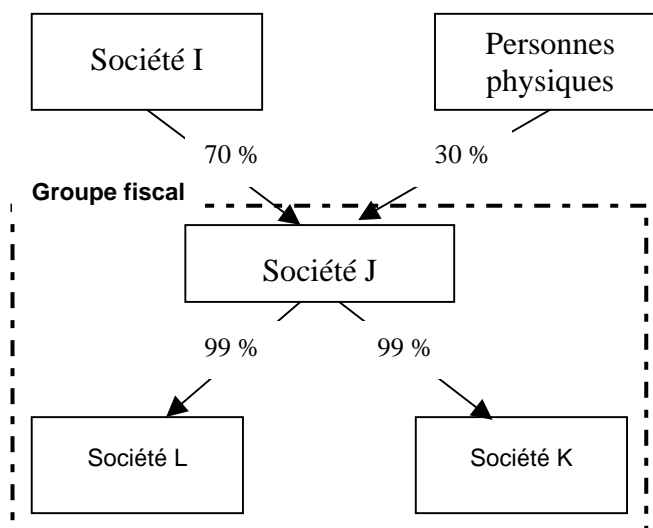 Société I
Personnes
physiques
70 %
30 %
Groupe fiscal
Société J
99 %
99 %
Société L
Société K